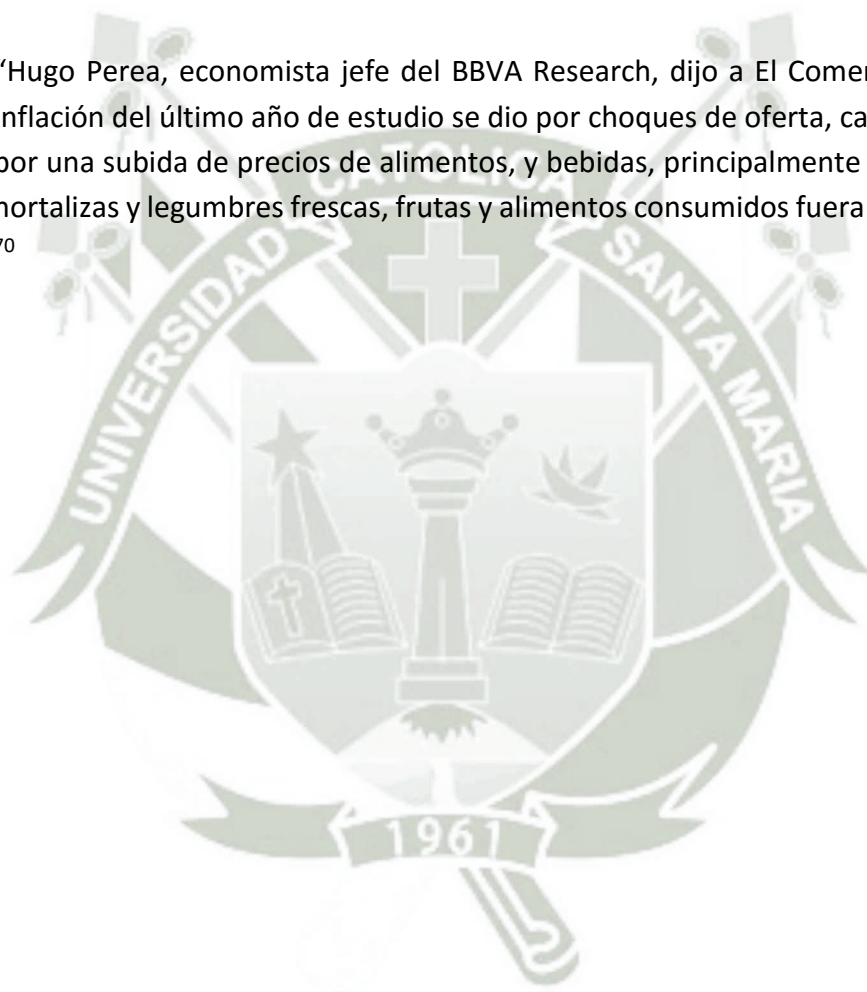 “Hugo Perea, economista jefe del BBVA Research, dijo a El Comer
inflación del último año de estudio se dio por choques de oferta, ca
por una subida de precios de alimentos, y bebidas, principalmente
hortalizas y legumbres frescas, frutas y alimentos consumidos fuera
70
UNIVERSIDAD CATOLICA SANTA MARIA
1961